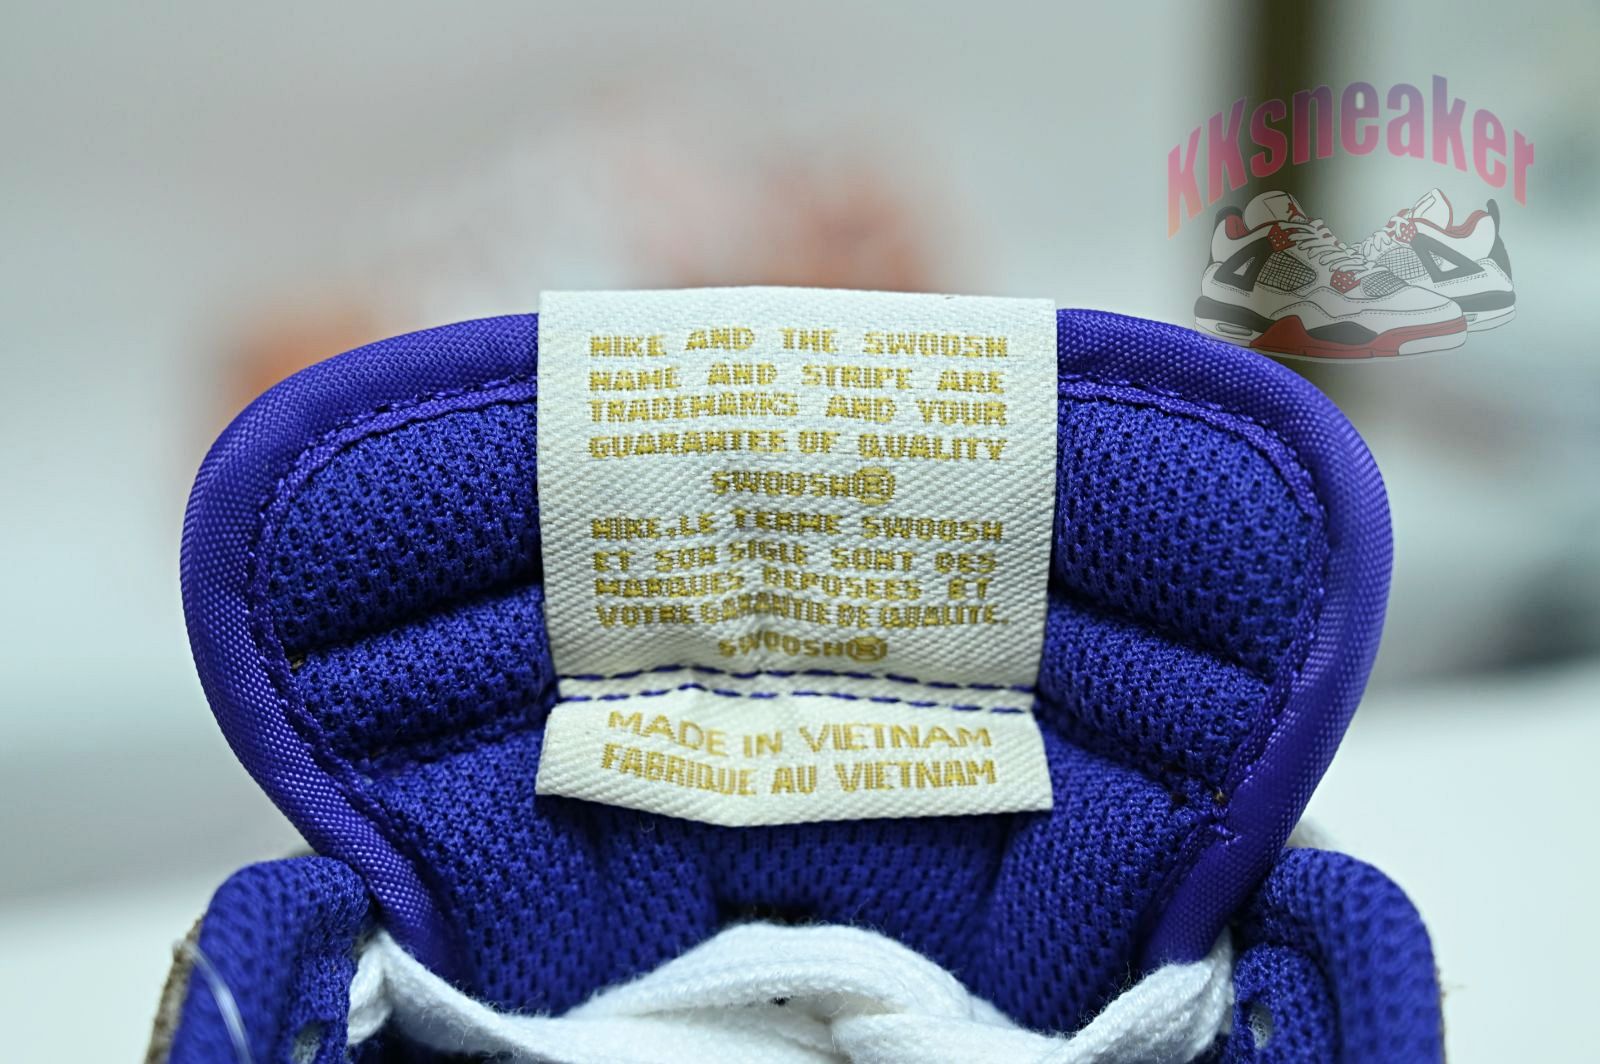 KKsneaker
NIKE AND THE SWOOSH
NAME AND STRIPE ARE
TRADEMARKS AND YOUR
GUARANTEE OF QUALITY
SWOOSH®
NIKE.LE TERME SWOOSH
ET SON SIGLE SONT DES
MARQUES DEPOSEES ET
VOTRE GARANTIE DE QUALITE.
SWOOSH®
MADE IN VIETNAM
FABRIQUE AU VIETNAM